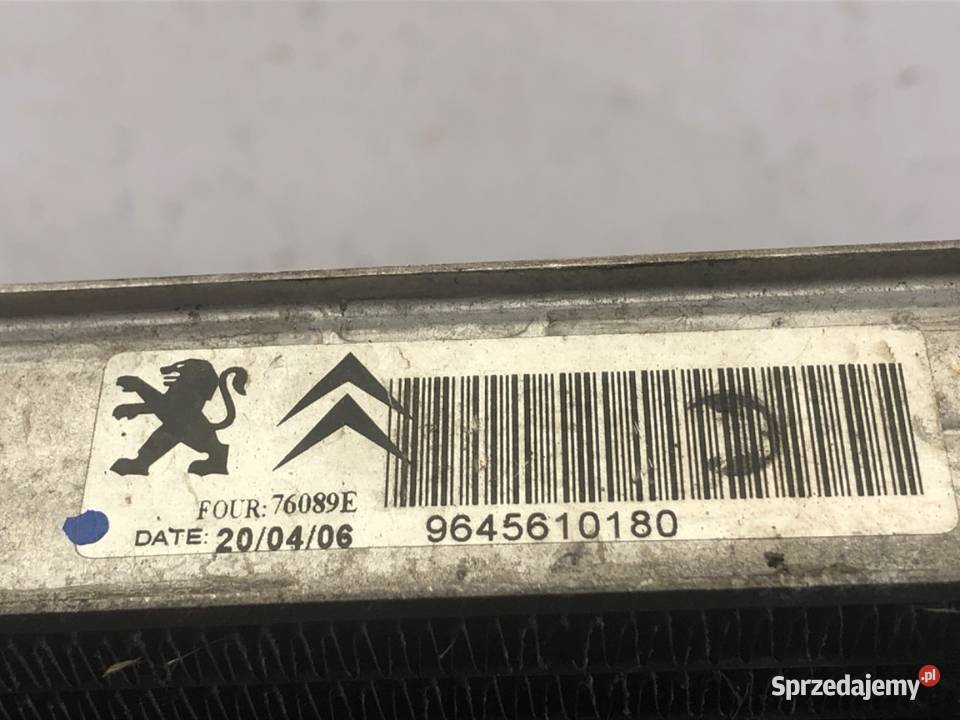 FOUR: 76089E
DATE: 20/04/06
9645610180
Sprzedajemy.pl